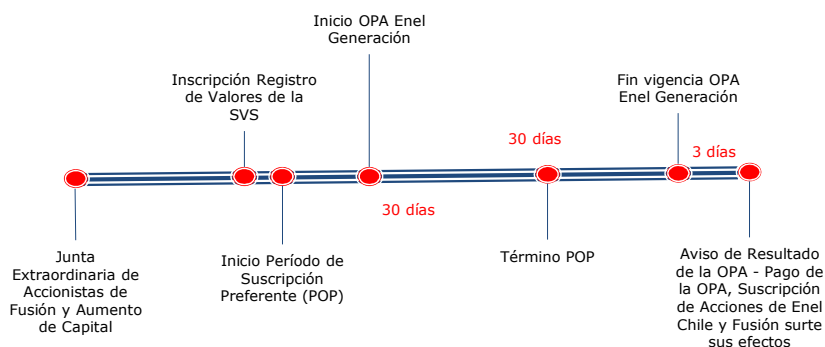 Inicio OPA Enel
Generación
Inscripción Registro
de Valores de la
SVS
Fin vigencia OPA
Enel Generación
30 días
3 días
30 días
Junta
Extraordinaria de
Accionistas de
Fusión y Aumento
de Capital
Inicio Período de
Suscripción
Preferente (POP)
Término POP
Aviso de Resultado
de la OPA - Pago de
la OPA, Suscripción
de Acciones de Enel
Chile y Fusión surte
sus efectos